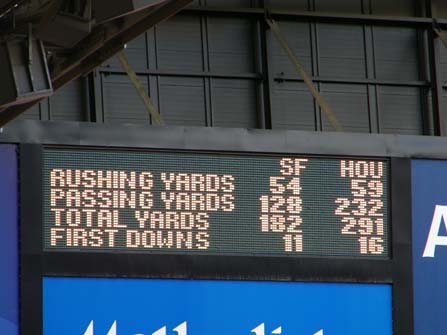 SF HOU
RUSHING YARDS 54 59
PASSING YARDS 128 232
TOTAL YARDS 182 291
FIRST DOWNS 11 16